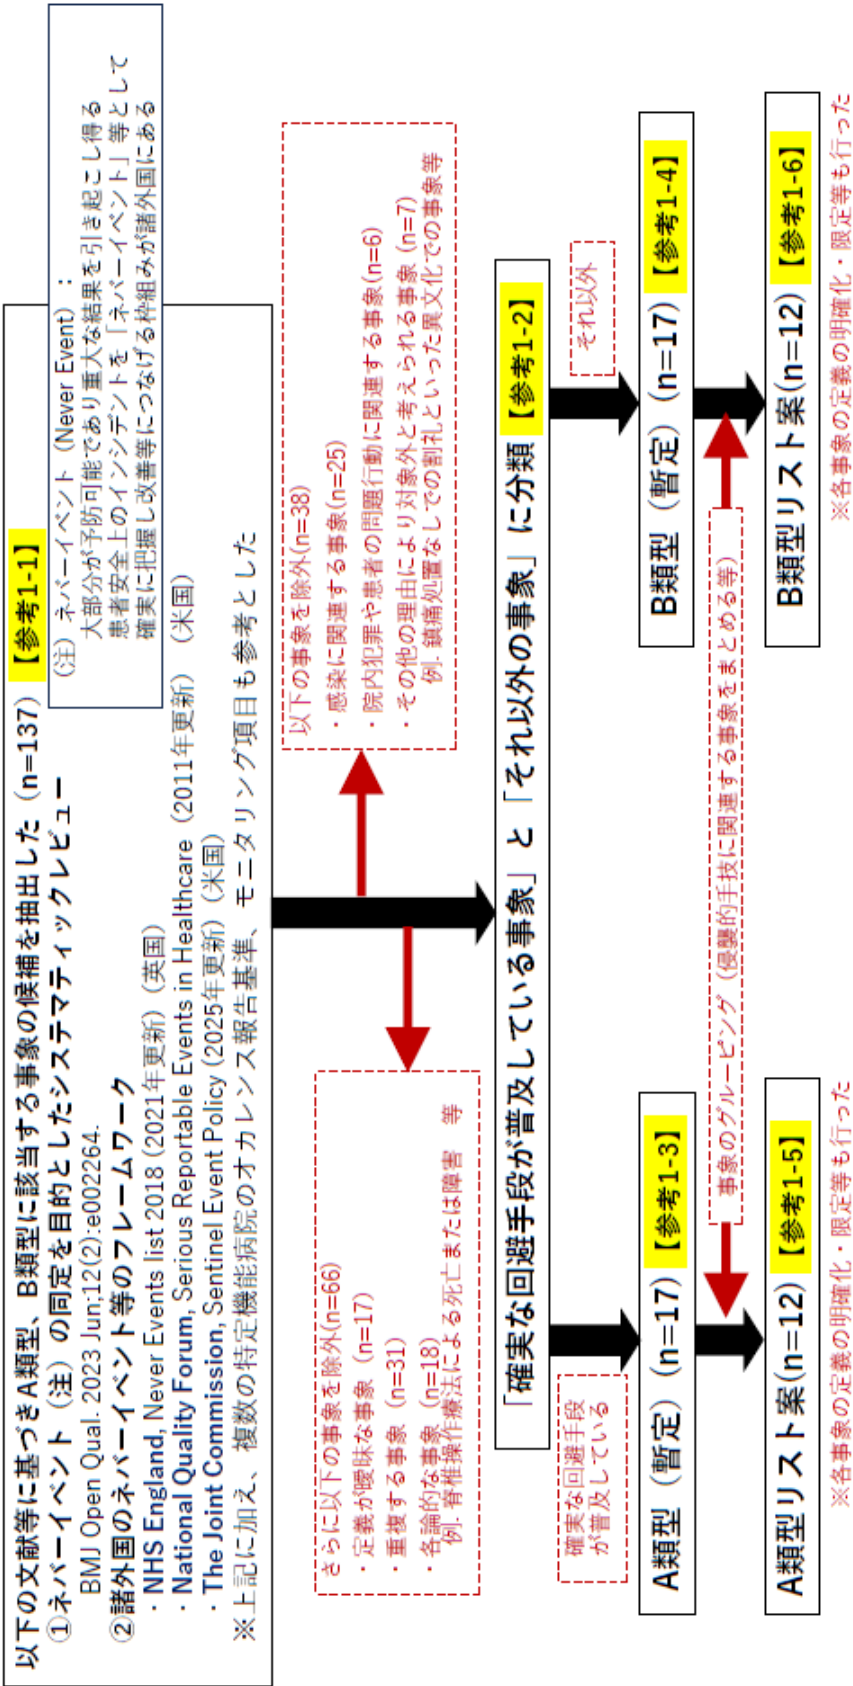 以下の文献等に基づきA類型、B類型に該当する事象の候補を抽出した（n=137）【参考1-1】
①ネバーイベント（注）の同定を目的としたシステマティックレビュー
BMJ Open Qual. 2023 Jun;12(2):e002264.
②諸外国のネバーイベント等のフレームワーク
・NHS England, Never Events list 2018 (2021年更新)（英国）
・National Quality Forum, Serious Reportable Events in Healthcare（2011年更新）（米国）
・The Joint Commission, Sentinel Event Policy (2025年更新)（米国）
※上記に加え、複数の特定機能病院のオカレンス報告基準、モニタリング項目も参考とした
（注）ネバーイベント（Never Event）：
大部分が予防可能であり重大な結果を引き起こし得る
患者安全上のインシデントを「ネバーイベント」等として
確実に把握し改善等につなげる枠組みが諸外国にある
以下の事象を除外(n=38)
・感染に関連する事象(n=25)
・院内犯罪や患者の問題行動に関連する事象(n=6)
・その他の理由により対象外と考えられる事象 (n=7)
例. 鎮痛処置なしでの割礼といった異文化での事象等
さらに以下の事象を除外(n=66)
・定義が曖昧な事象（n=17）
・重複する事象（n=31）
・各論的な事象（n=18）
例. 脊椎操作療法による死亡または障害　等
「確実な回避手段が普及している事象」と「それ以外の事象」に分類【参考1-2】
確実な回避手段
が普及している
それ以外
A類型（暫定）（n=17）【参考1-3】
B類型（暫定）（n=17）【参考1-4】
事象のグルーピング（侵襲的手技に関連する事象をまとめる等）
A類型リスト案(n=12)【参考1-5】
B類型リスト案(n=12)【参考1-6】
※各事象の定義の明確化・限定等も行った
※各事象の定義の明確化・限定等も行った